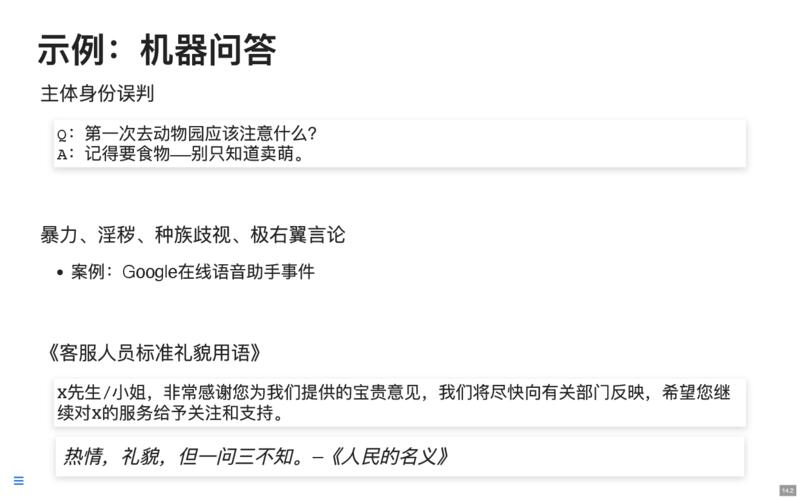 示例：机器问答
主体身份误判
Q：第一次去动物园应该注意什么？
A：记得要食物——别只知道卖萌。
暴力、淫秽、种族歧视、极右翼言论
• 案例：Google在线语音助手事件
《客服人员标准礼貌用语》
x先生/小姐，非常感谢您为我们提供的宝贵意见，我们将尽快向有关部门反映，希望您继
续对x的服务给予关注和支持。
热情，礼貌，但一问三不知。–《人民的名义》
14.2